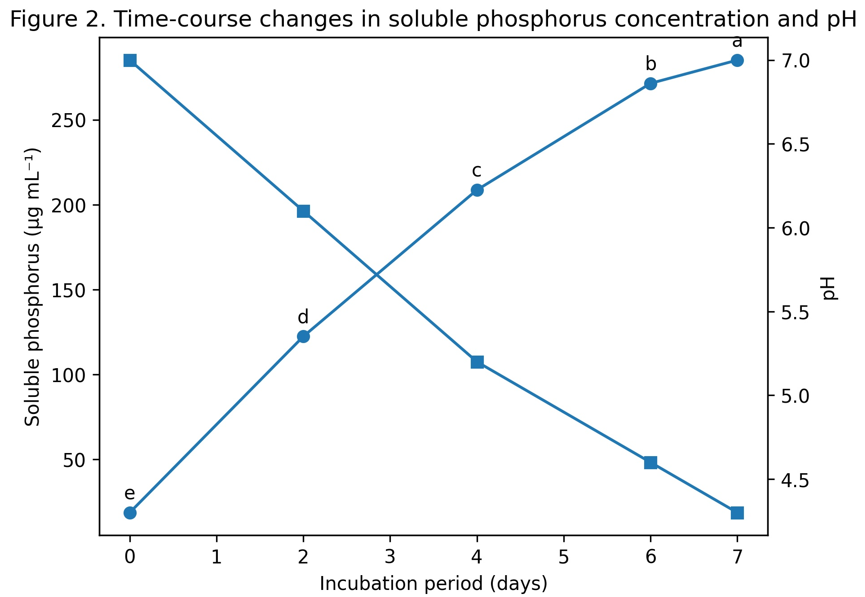 Figure 2. Time-course changes in soluble phosphorus concentration and pH
a
b
c
d
e
250
200
150
100
50
Soluble phosphorus (µg mL⁻¹)
7.0
6.5
6.0
5.5
5.0
4.5
pH
0 1 2 3 4 5 6 7
Incubation period (days)